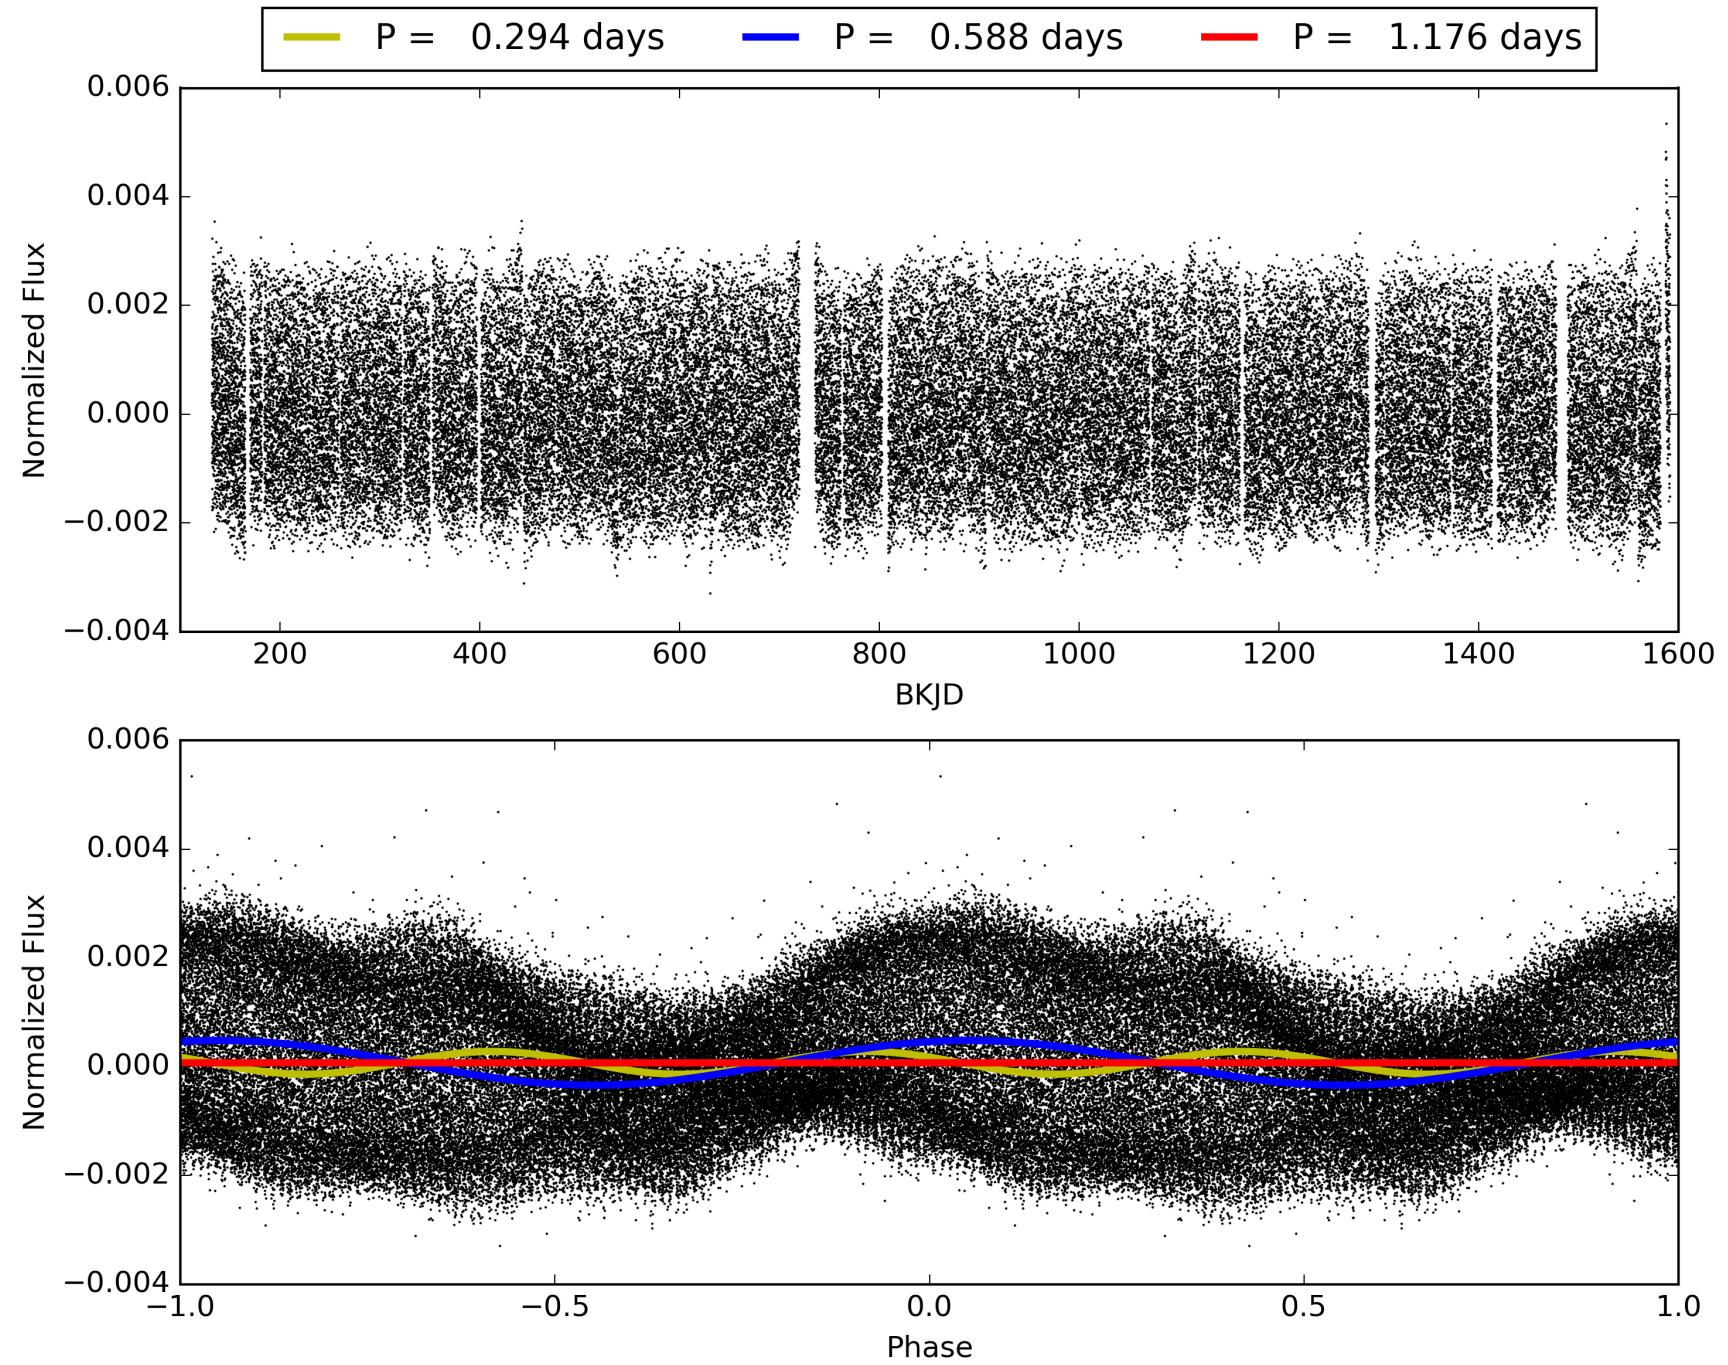 P = 0.294 days P = 0.588 days P = 1.176 days
0.006
0.004
0.002
0.000
−0.002
−0.004
Normalized Flux
200 400 600 800 1000 1200 1400 1600
BKJD
0.006
0.004
0.002
0.000
−0.002
−0.004
Normalized Flux
−1.0 −0.5 0.0 0.5 1.0
Phase